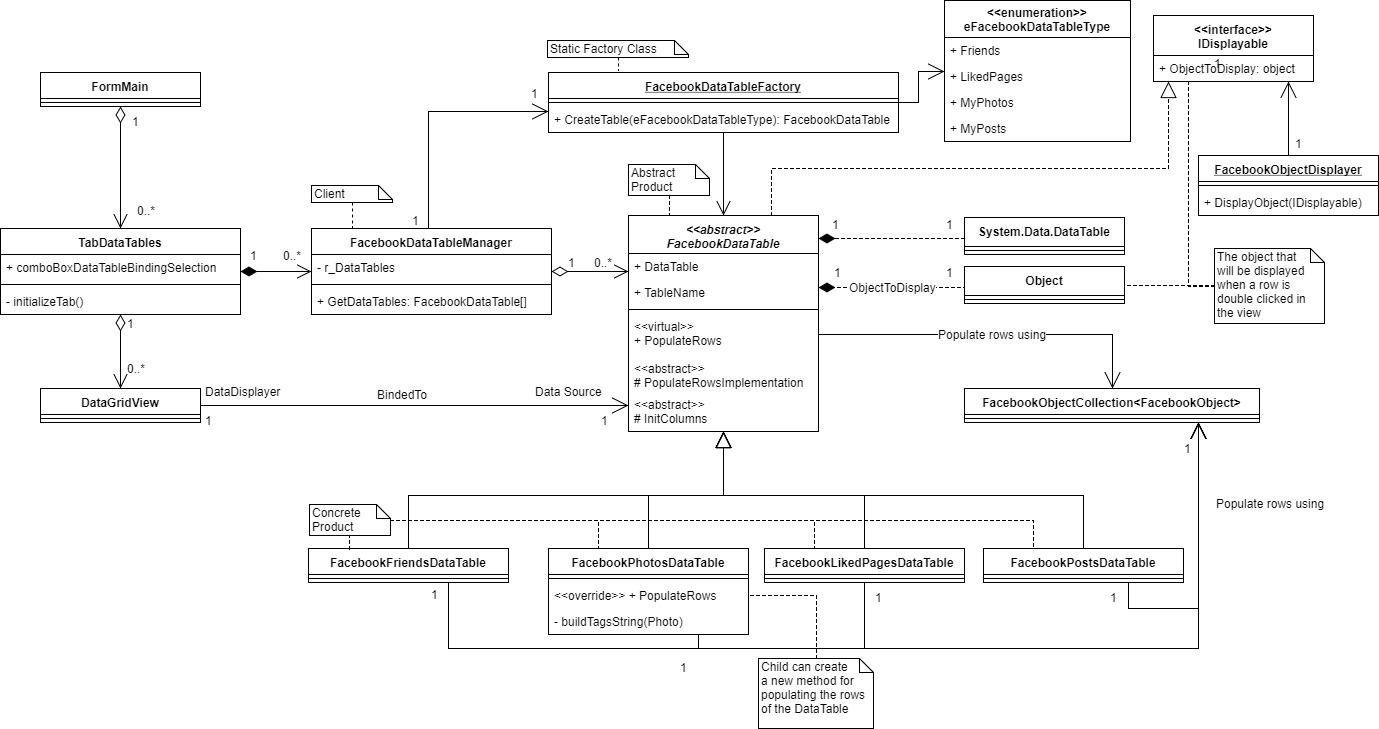 <<enumeration>>
eFacebookDataTableType
+ Friends
+ LikedPages
+ MyPhotos
+ MyPosts
<<interface>>
IDisplayable
+ ObjectToDisplay: object
1
Static Factory Class
FacebookDataTableFactory
+ CreateTable(eFacebookDataTableType): FacebookDataTable
1
FormMain
1
0..*
1
FacebookObjectDisplayer
+ DisplayObject(IDisplayable)
Abstract
Product
Client
1
TabDataTables
+ comboBoxDataTableBindingSelection
- initializeTab()
1
0..*
FacebookDataTableManager
- r_DataTables
+ GetDataTables: FacebookDataTable[]
1
0..*
<<abstract>>
FacebookDataTable
+ DataTable
+ TableName
<<virtual>>
+ PopulateRows
<<abstract>>
# PopulateRowsImplementation
<<abstract>>
# InitColumns
1
1
System.Data.DataTable
1
ObjectToDisplay
1
Object
The object that
will be displayed
when a row is
double clicked in
the view
Populate rows using
1
0..*
DataGridView
DataDisplayer
1
BindedTo
Data Source
1
FacebookObjectCollection<FacebookObject>
1
Populate rows using
Concrete
Product
FacebookFriendsDataTable
1
FacebookPhotosDataTable
<<override>> + PopulateRows
- buildTagsString(Photo)
1
FacebookLikedPagesDataTable
1
FacebookPostsDataTable
1
Child can create
a new method for
populating the rows
of the DataTable